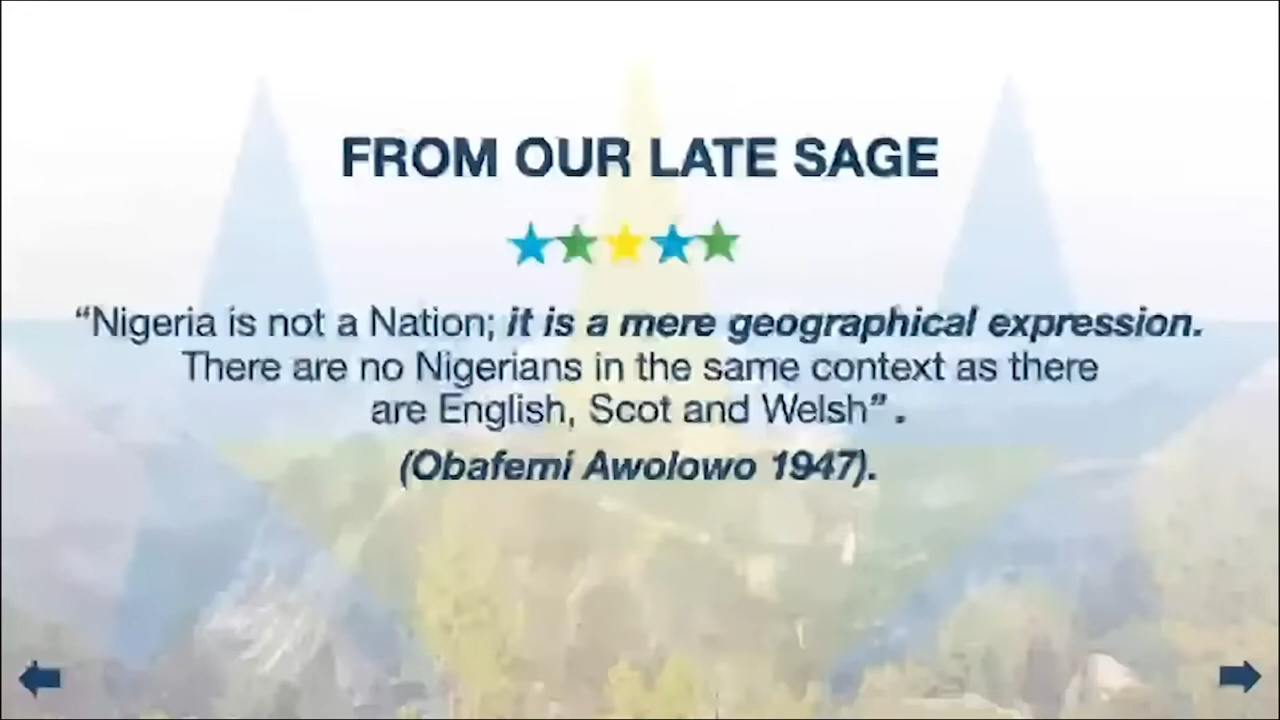 FROM OUR LATE SAGE
“Nigeria is not a Nation; it is a mere geographical expression.
There are no Nigerians in the same context as there
are English, Scot and Welsh” .
(Obafemi Awolowo 1947).